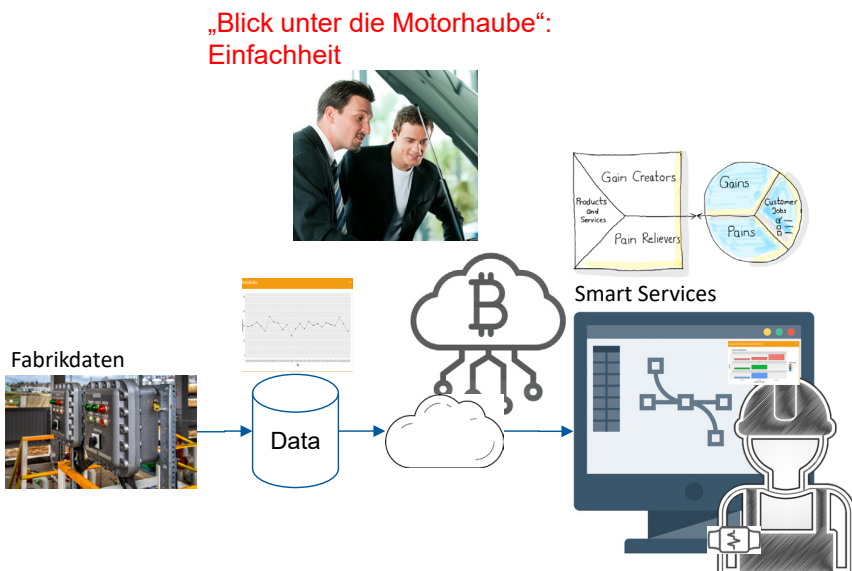 „Blick unter die Motorhaube“:
Einfachheit
Gain Creators
Products
and
Services
Pain Relievers
Gains
Customer
Jobs
Pains
Smart Services
Fabrikdaten
Data